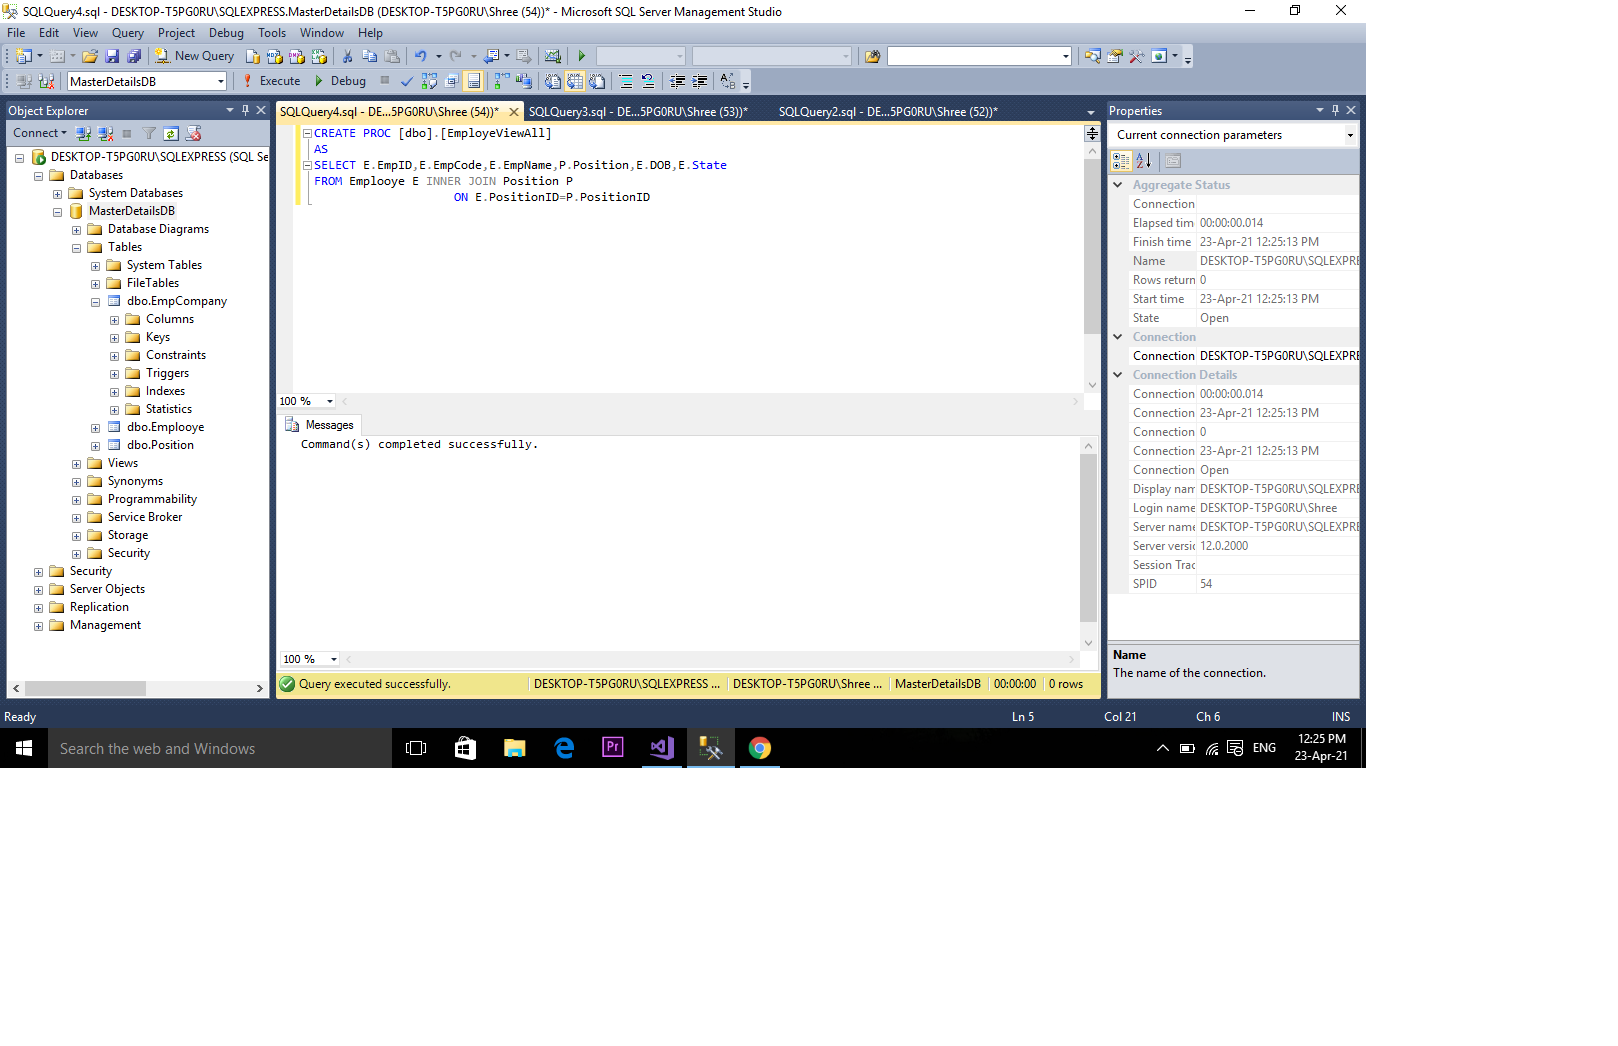 SQLQuery4.sql - DESKTOP-T5PG0RU\SQLEXPRESS.MasterDetailsDB (DESKTOP-T5PG0RU\Shree (54))* - Microsoft SQL Server Management Studio
File Edit View Query Project Debug Tools Window Help
New Query
MasterDetailsDB Execute Debug
Object Explorer
Connect
DESKTOP-T5PG0RU\SQLEXPRESS (SQL Se
Databases
System Databases
MasterDetailsDB
Database Diagrams
Tables
System Tables
FileTables
dbo.EmpCompany
Columns
Keys
Constraints
Triggers
Indexes
Statistics
dbo.Emplooye
dbo.Position
Views
Synonyms
Programmability
Service Broker
Storage
Security
Security
Server Objects
Replication
Management
SQLQuery4.sql - DE...5PG0RU\Shree (54))* SQLQuery3.sql - DE...5PG0RU\Shree (53))* SQLQuery2.sql - DE...5PG0RU\Shree (52))*
CREATE PROC [dbo].[EmployeViewAll]
AS
SELECT E.EmpID,E.EmpCode,E.EmpName,P.Position,E.DOB,E.State
FROM Emplooye E INNER JOIN Position P
ON E.PositionID=P.PositionID
100 %
Messages
Command(s) completed successfully.
100 %
Query executed successfully. DESKTOP-T5PG0RU\SQLEXPRESS ... DESKTOP-T5PG0RU\Shree ... MasterDetailsDB 00:00:00 0 rows
Properties
Current connection parameters
Aggregate Status
Connection
Elapsed tim 00:00:00.014
Finish time 23-Apr-21 12:25:13 PM
Name DESKTOP-T5PG0RU\SQLEXPRE
Rows return 0
Start time 23-Apr-21 12:25:13 PM
State Open
Connection
Connection DESKTOP-T5PG0RU\SQLEXPRE
Connection Details
Connection 00:00:00.014
Connection 23-Apr-21 12:25:13 PM
Connection 0
Connection 23-Apr-21 12:25:13 PM
Connection Open
Display nam DESKTOP-T5PG0RU\SQLEXPRE
Login name DESKTOP-T5PG0RU\Shree
Server name DESKTOP-T5PG0RU\SQLEXPRE
Server versic 12.0.2000
Session Trac
SPID 54
Name
The name of the connection.
Ready Ln 5 Col 21 Ch 6 INS
Search the web and Windows
Pr
ENG
12:25 PM
23-Apr-21